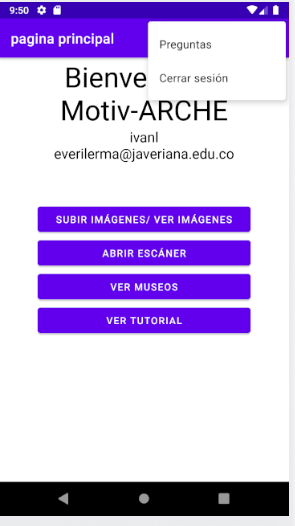 9:50
pagina principal
Preguntas
Cerrar sesión
Bienve
Motiv-ARCHE
ivanl
everilerma@javeriana.edu.co
SUBIR IMÁGENES/ VER IMÁGENES
ABRIR ESCÁNER
VER MUSEOS
VER TUTORIAL